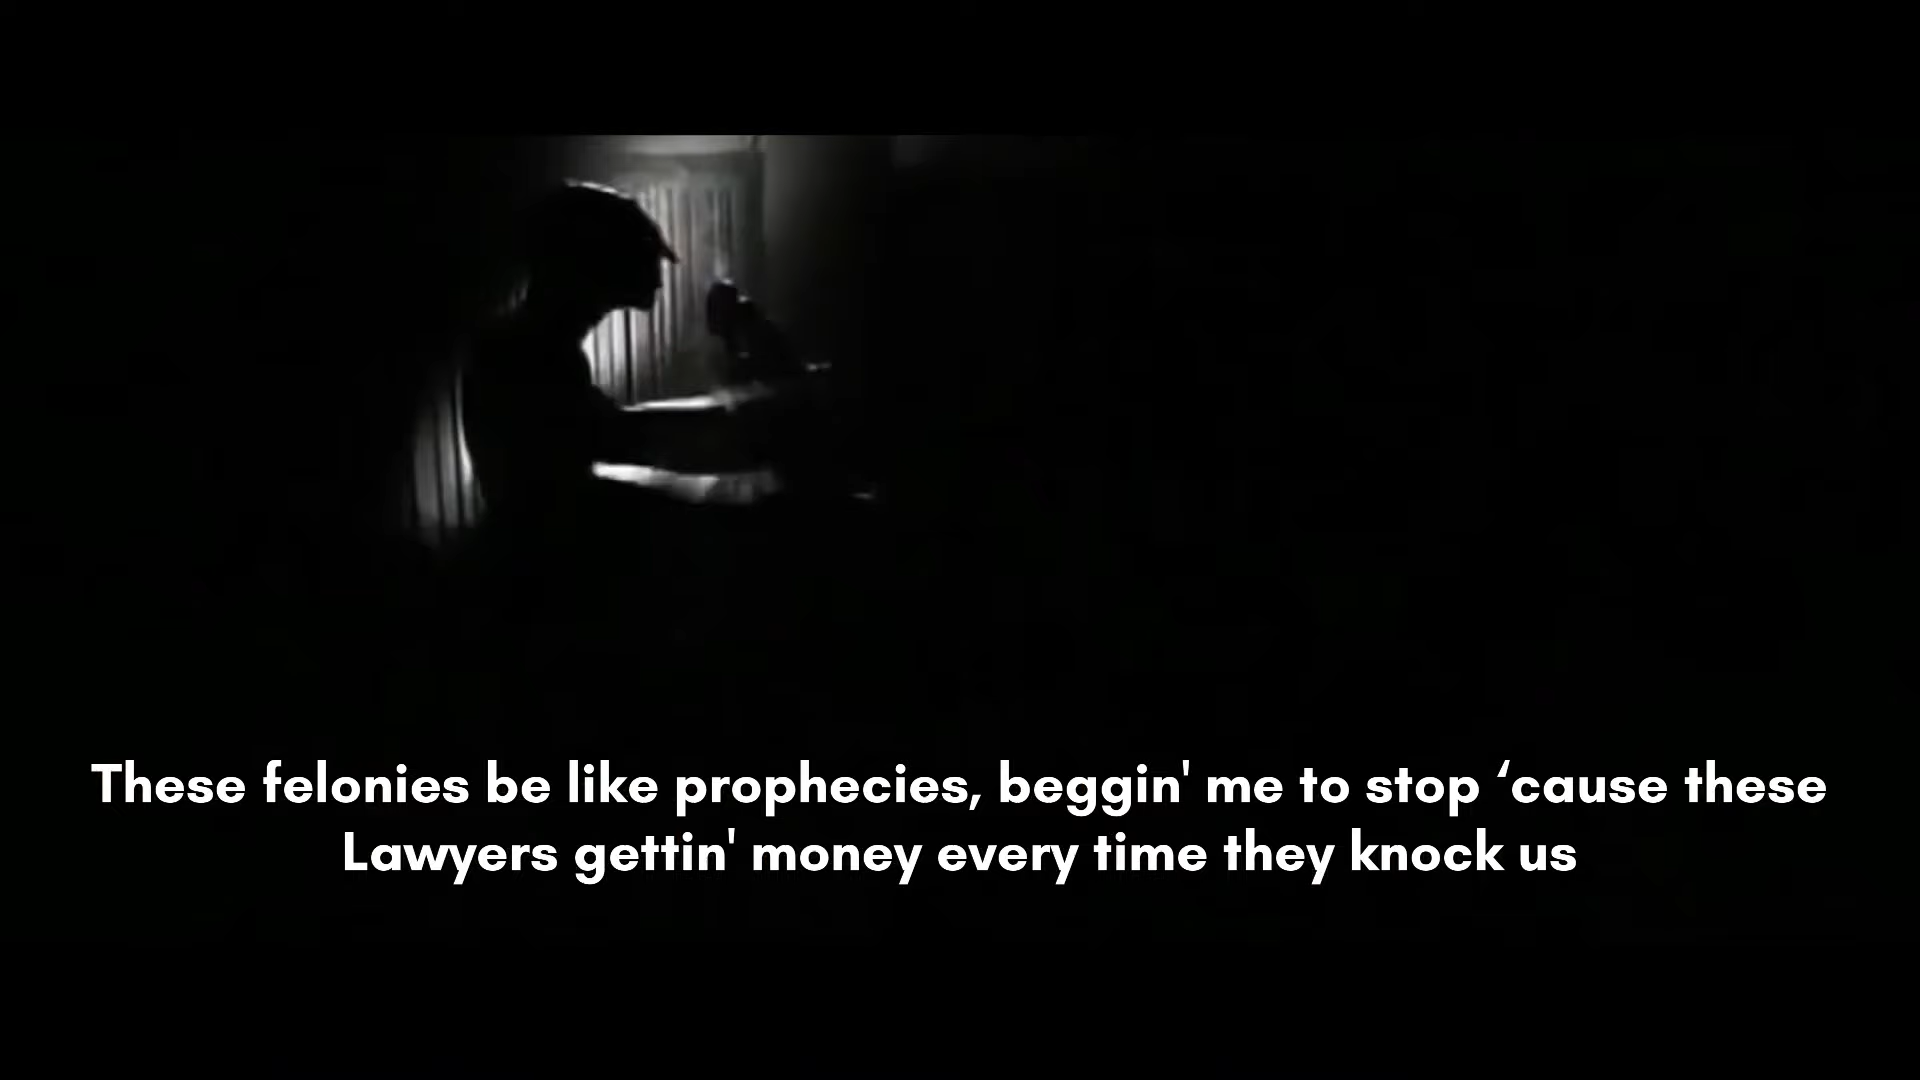 These felonies be like prophecies, beggin' me to stop ‘cause these
Lawyers gettin' money every time they knock us